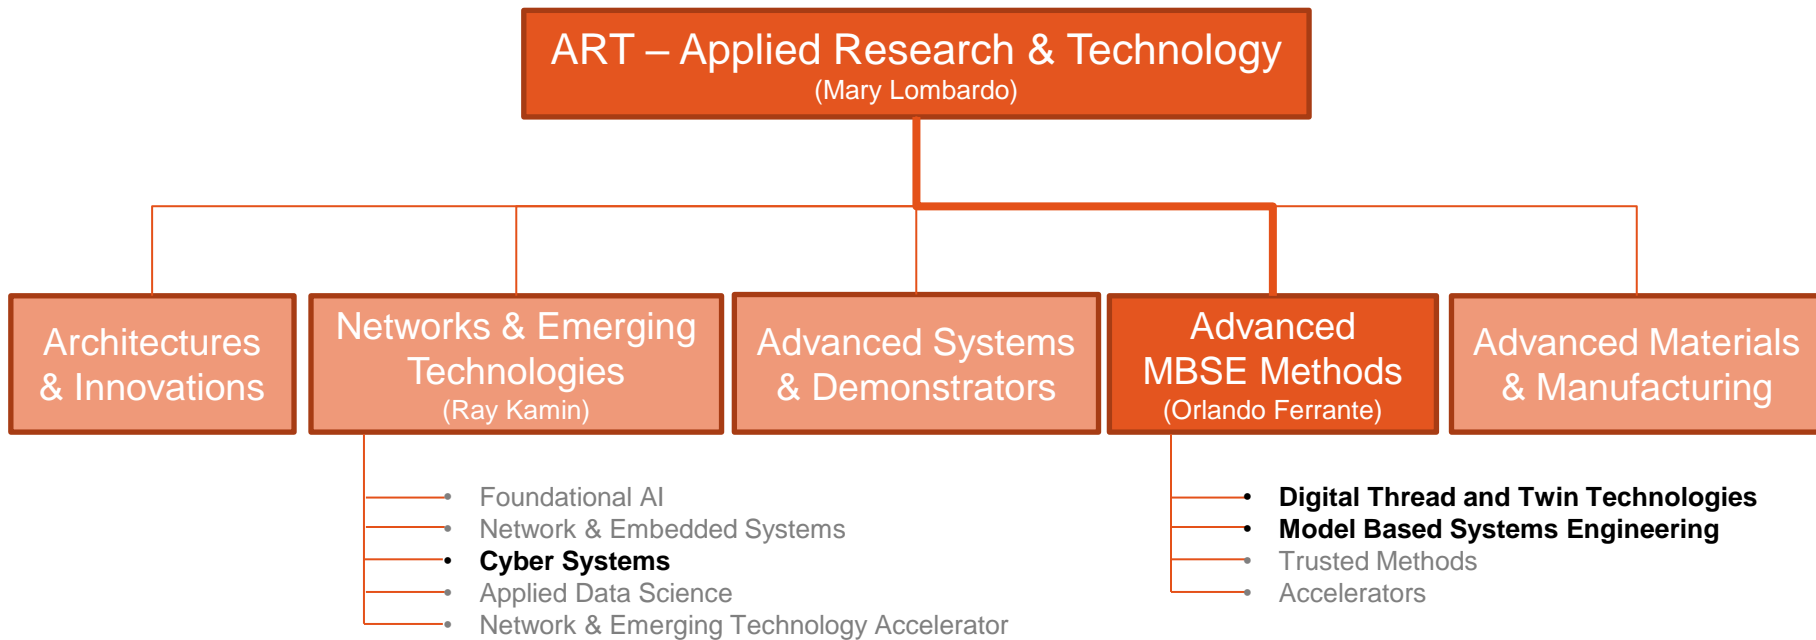 ART – Applied Research & Technology
(Mary Lombardo)
Architectures
& Innovations
Networks & Emerging
Technologies
(Ray Kamin)
Advanced Systems
& Demonstrators
Advanced
MBSE Methods
(Orlando Ferrante)
Advanced Materials
& Manufacturing
• Foundational AI
• Network & Embedded Systems
• Cyber Systems
• Applied Data Science
• Network & Emerging Technology Accelerator
• Digital Thread and Twin Technologies
• Model Based Systems Engineering
• Trusted Methods
• Accelerators